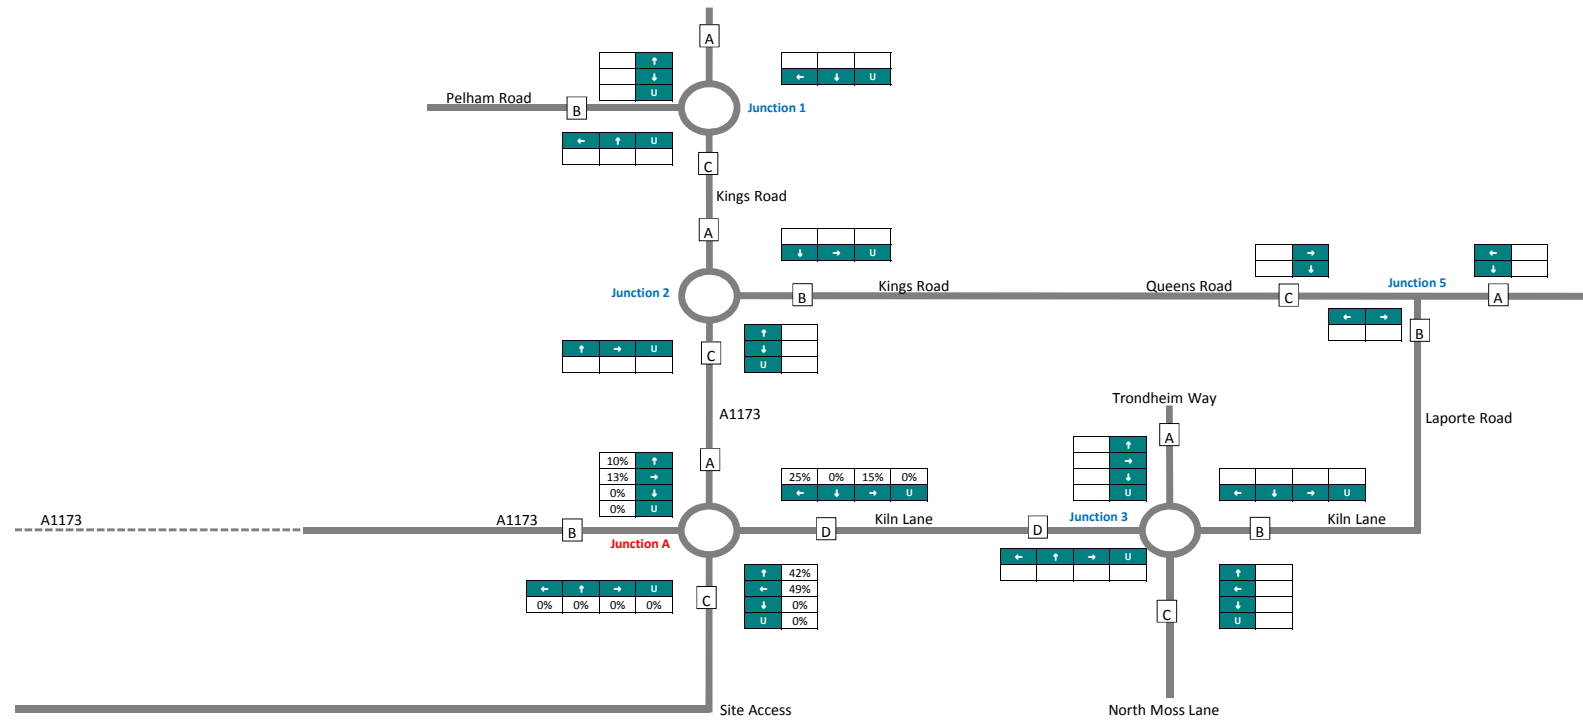 A
↑
↓
U
← ↓ U
Pelham Road
B
Junction 1
← ↑ U
C
Kings Road
A
↓ → U
→
↓
←
↓
Junction 2
B
Kings Road
Queens Road
C
Junction 5
A
← →
B
↑
↓
U
↑ → U
C
A1173
Trondheim Way
Laporte Road
A
↑
→
↓
U
10% ↑
13% →
0% ↓
0% U
A
25% 0% 15% 0%
← ↓ → U
← ↓ → U
A1173
A1173
B
Junction A
D
Kiln Lane
D
Junction 3
B
Kiln Lane
← ↑ → U
↑ 42%
← 49%
↓ 0%
U 0%
↑
←
↓
U
← ↑ → U
0% 0% 0% 0%
C
C
Site Access
North Moss Lane